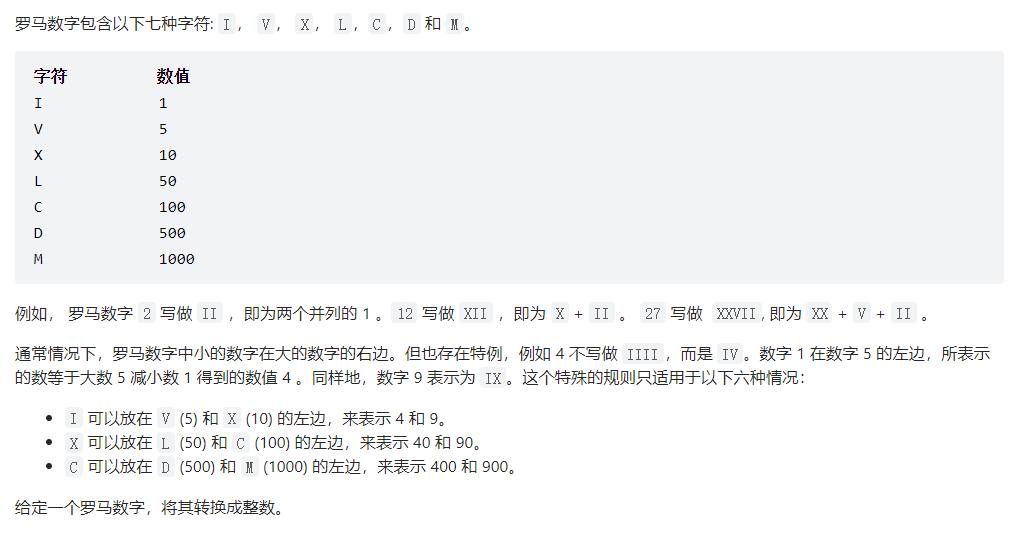 罗马数字包含以下七种字符: I， V， X， L，C，D 和 M。
字符 数值
I 1
V 5
X 10
L 50
C 100
D 500
M 1000
例如， 罗马数字 2 写做 II ，即为两个并列的 1 。12 写做 XII ，即为 X + II 。 27 写做 XXVII, 即为 XX + V + II 。
通常情况下，罗马数字中小的数字在大的数字的右边。但也存在特例，例如 4 不写做 IIII，而是 IV。数字 1 在数字 5 的左边，所表示
的数等于大数 5 减小数 1 得到的数值 4 。同样地，数字 9 表示为 IX。这个特殊的规则只适用于以下六种情况：
• I 可以放在 V (5) 和 X (10) 的左边，来表示 4 和 9。
• X 可以放在 L (50) 和 C (100) 的左边，来表示 40 和 90。
• C 可以放在 D (500) 和 M (1000) 的左边，来表示 400 和 900。
给定一个罗马数字，将其转换成整数。